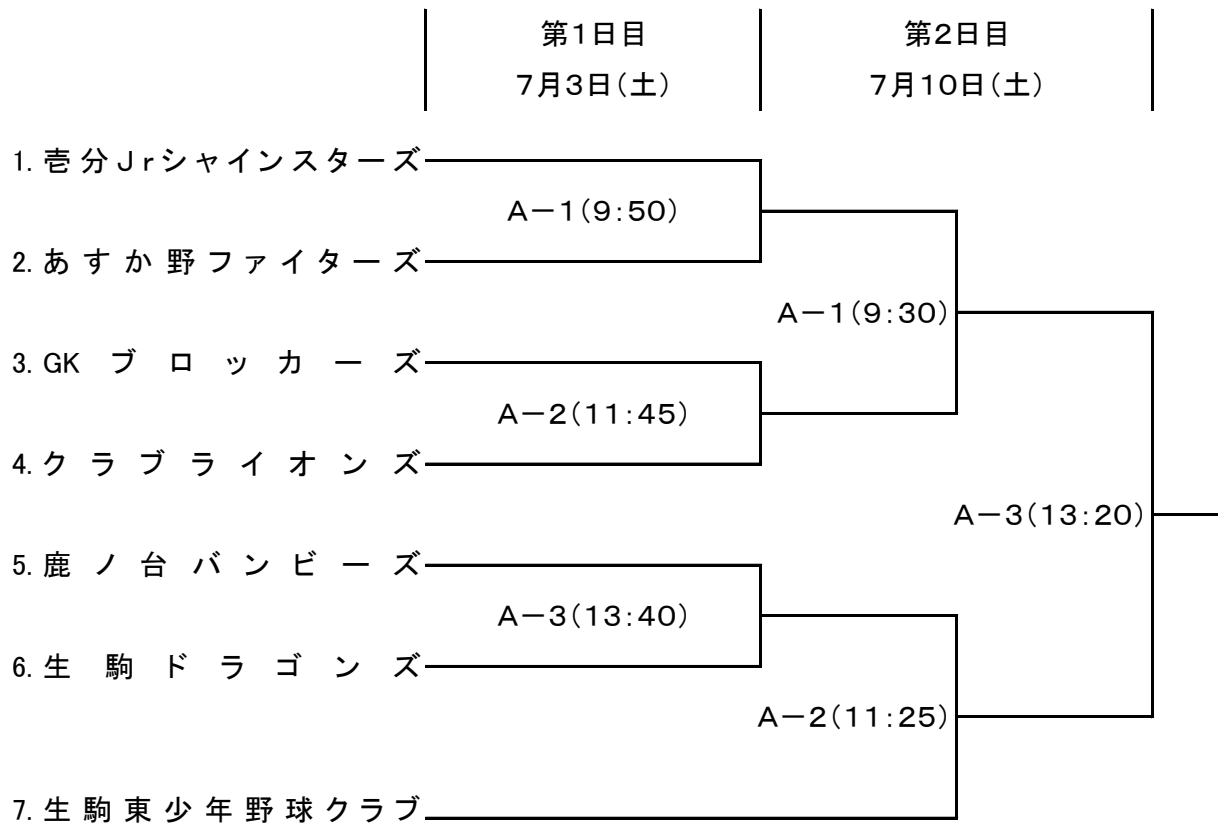 第1日目
第2日目
7月3日(土)
7月10日(土)
1. 壱分Jrシャインスターズ
A-1(9:50)
2. あすか野ファイターズ
A-1(9:30)
3. GKブロッカーズ
A-2(11:45)
4. クラブライオンズ
A-3(13:20)
5. 鹿ノ台バンビーズ
A-3(13:40)
6. 生駒ドラゴンズ
A-2(11:25)
7. 生駒東少年野球クラブ